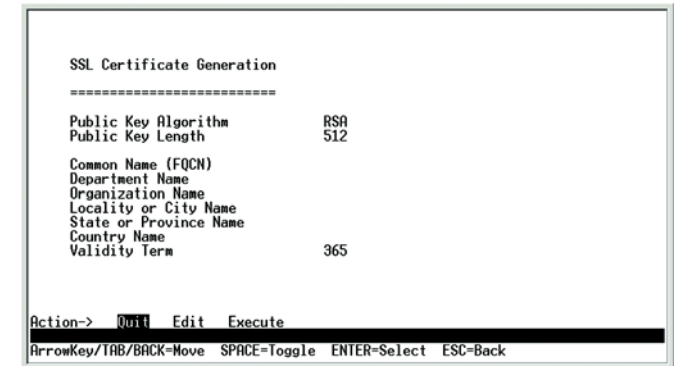 SSL Certificate Generation
==========================
Public Key Algorithm RSA
Public Key Length 512
Common Name (FQCN)
Department Name
Organization Name
Locality or City Name
State or Province Name
Country Name
Validity Term 365
Action-> Quit Edit Execute
ArrowKey/TAB/BACK=Move SPACE=Toggle ENTER=Select ESC=Back